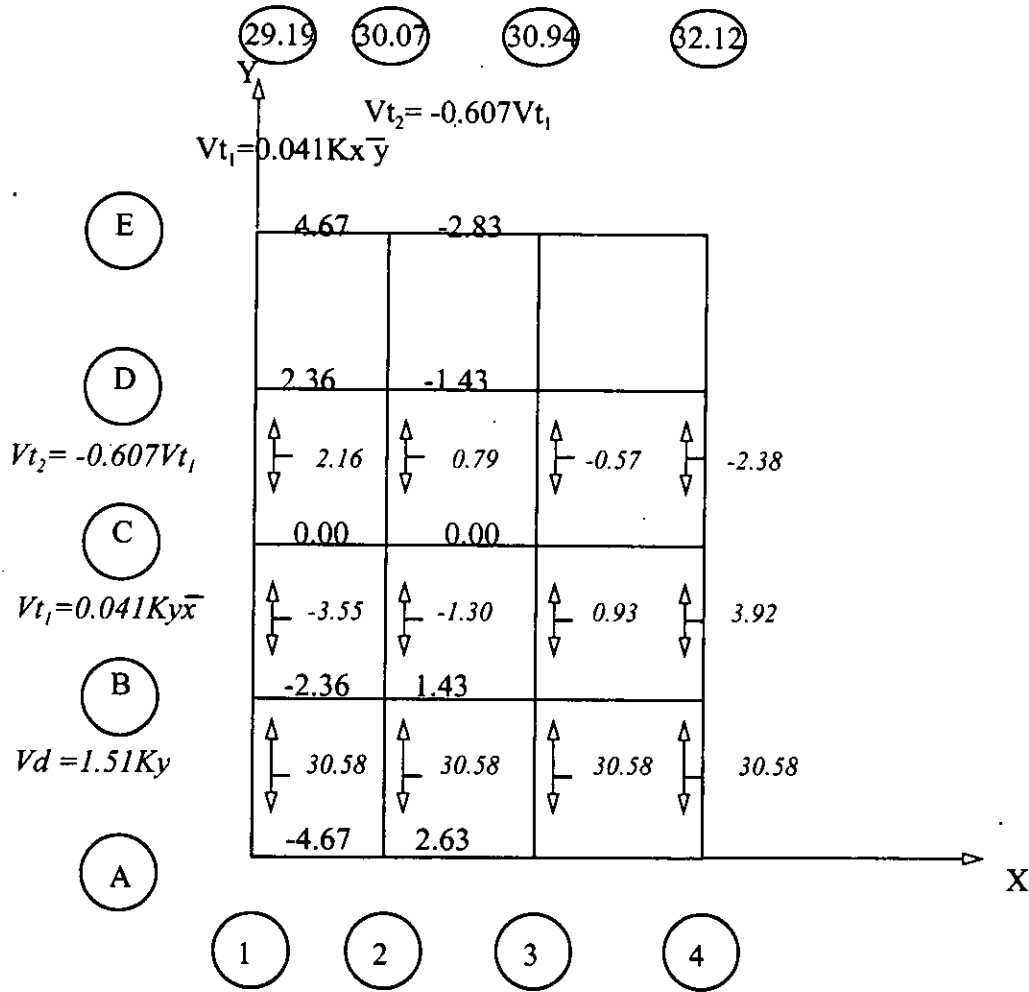 29.19 30.07 30.94 32.12
Y
Vt₂= -0.607Vt₁
Vt₁=0.041Kx y̅
E 4.67 -2.83
D 2.36 -1.43
Vt₂= -0.607Vt₁ 2.16 0.79 -0.57 -2.38
C 0.00 0.00
Vt₁=0.041Kyx̅ -3.55 -1.30 0.93 3.92
B -2.36 1.43
Vd =1.51Ky 30.58 30.58 30.58 30.58
-4.67 2.63
A X
1 2 3 4